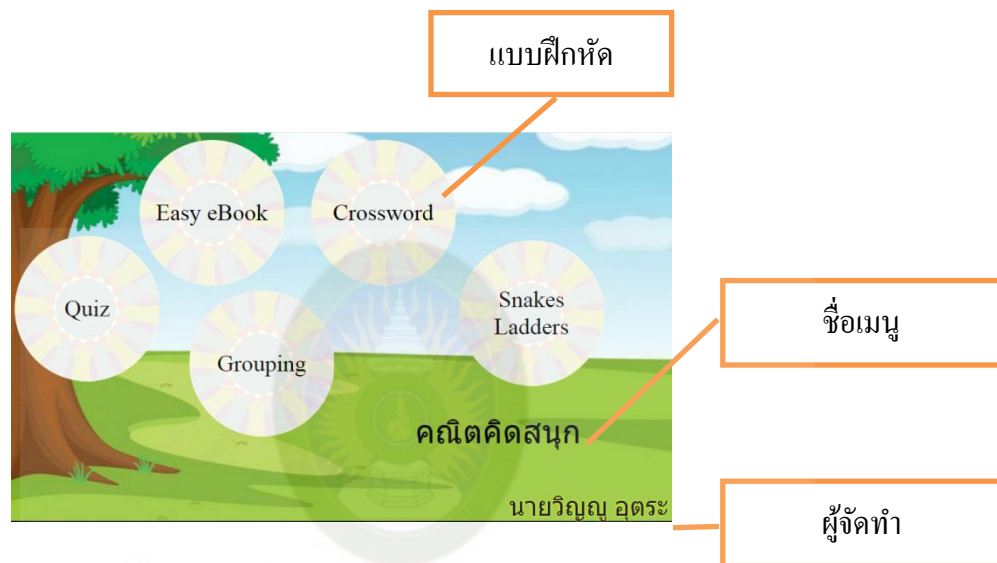 แบบฝึกหัด
Easy eBook
Crossword
Quiz
Snakes
Ladders
ชื่อเมนู
Grouping
คณิตคิดสนุก
นายวิญญู อุตระ
ผู้จัดทำ